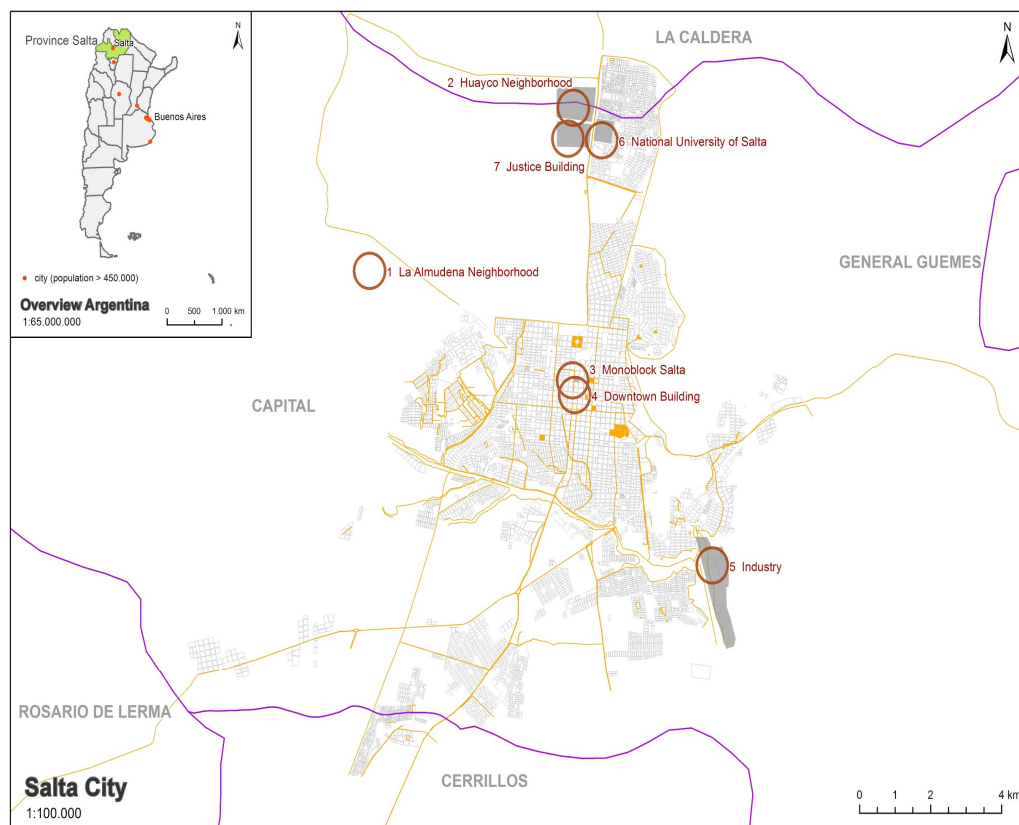 N
Province Salta
Salta
Buenos Aires
city (population > 450.000)
Overview Argentina
1:65.000.000
0 500 1.000 km
N
LA CALDERA
2 Huayco Neighborhood
6 National University of Salta
7 Justice Building
1 La Almudena Neighborhood
GENERAL GUEMES
3 Monoblock Salta
4 Downtown Building
CAPITAL
5 Industry
ROSARIO DE LERMA
CERRILLOS
Salta City
1:100.000
0 1 2 4 km